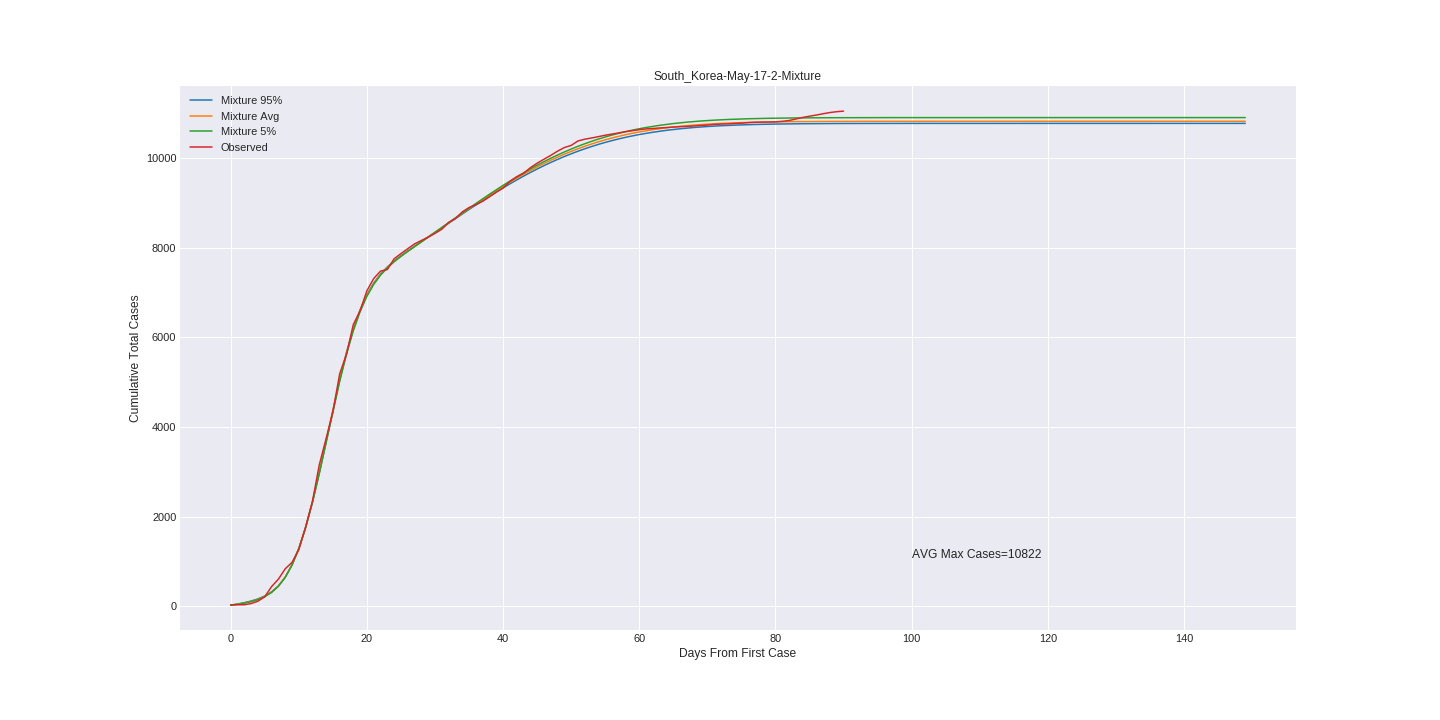 South_Korea-May-17-2-Mixture
Mixture 95%
Mixture Avg
Mixture 5%
Observed
10000
8000
6000
4000
2000
0
Cumulative Total Cases
AVG Max Cases=10822
0 20 40 60 80 100 120 140
Days From First Case